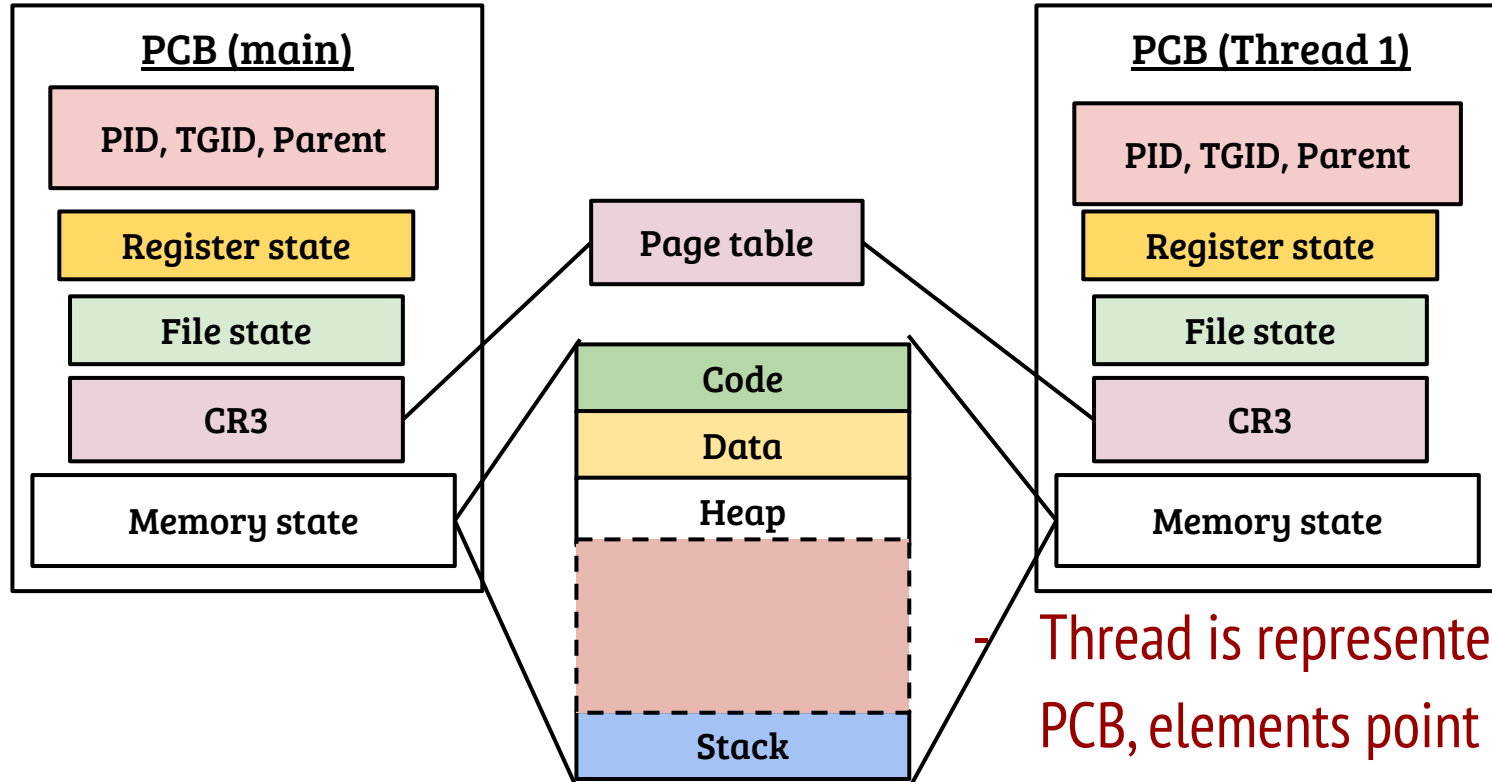 PCB (main)
PID, TGID, Parent
Register state
File state
CR3
Memory state
Page table
Code
Data
Heap
Stack
PCB (Thread 1)
PID, TGID, Parent
Register state
File state
CR3
Memory state
- Thread is represente
PCB, elements point